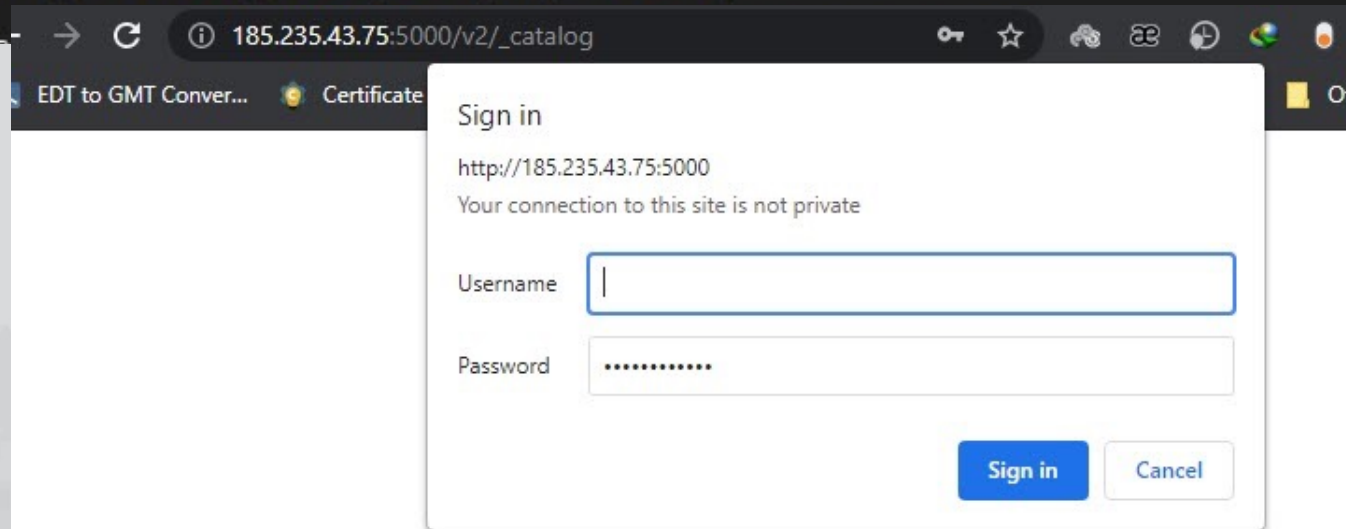 185.235.43.75:5000/v2/_catalog
EDT to GMT Conver... Certificate
Sign in
http://185.235.43.75:5000
Your connection to this site is not private
Username
Password ••••••••••••
Sign in Cancel